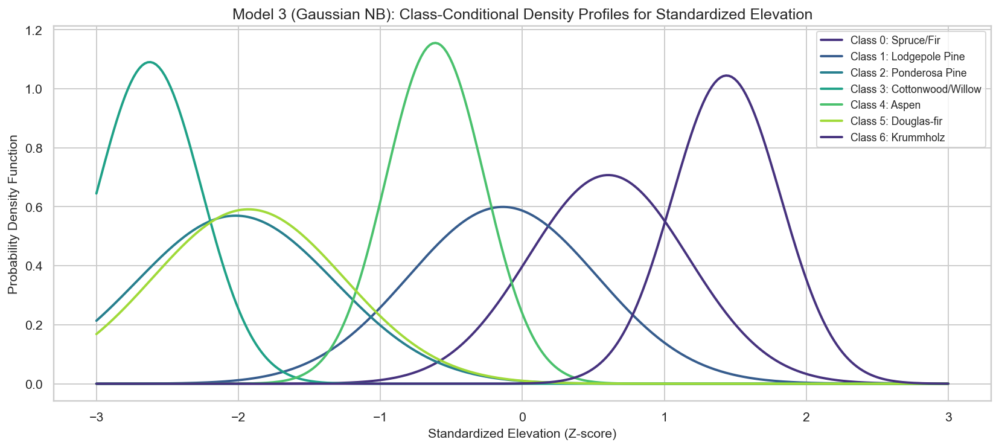 Model 3 (Gaussian NB): Class-Conditional Density Profiles for Standardized Elevation
Probability Density Function
1.2
1.0
0.8
0.6
0.4
0.2
0.0
Class 0: Spruce/Fir
Class 1: Lodgepole Pine
Class 2: Ponderosa Pine
Class 3: Cottonwood/Willow
Class 4: Aspen
Class 5: Douglas-fir
Class 6: Krummholz
−3 −2 −1 0 1 2 3
Standardized Elevation (Z-score)